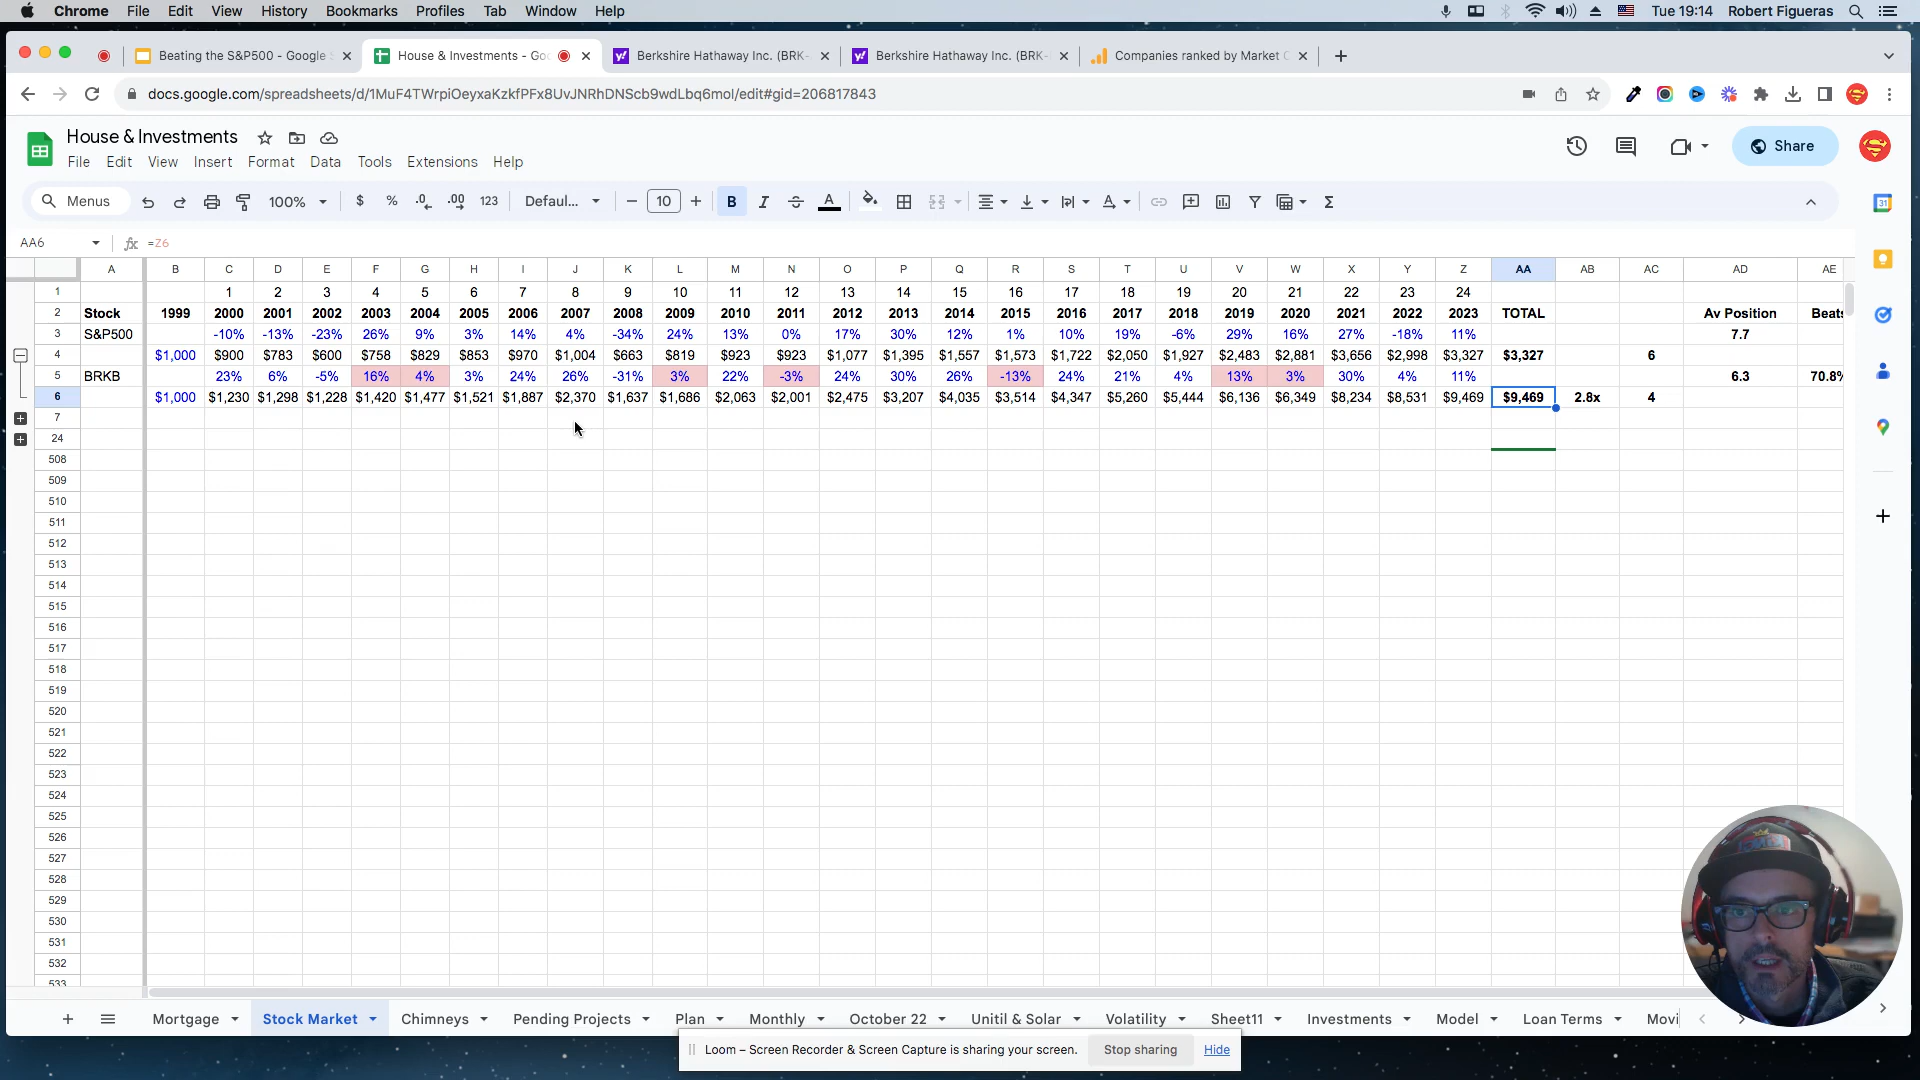 Chrome File Edit View History Bookmarks Profiles Tab Window Help Tue 19:14 Robert Figueras
Beating the S&P500 - Google S House & Investments - Goo Berkshire Hathaway Inc. (BRK- Berkshire Hathaway Inc. (BRK- Companies ranked by Market C
docs.google.com/spreadsheets/d/1MuF4TWrpiOeyxaKzkfPFx8UvJNRhDNScb9wdLbq6mol/edit#gid=206817843
House & Investments
File Edit View Insert Format Data Tools Extensions Help Share
Menus 100% $ % .0 .00 123 Defaul... 10 B I A Σ
AA6 fx =Z6
A B C D E F G H I J K L M N O P Q R S T U V W X Y Z AA AB AC AD AE
1 1 2 3 4 5 6 7 8 9 10 11 12 13 14 15 16 17 18 19 20 21 22 23 24
2 Stock 1999 2000 2001 2002 2003 2004 2005 2006 2007 2008 2009 2010 2011 2012 2013 2014 2015 2016 2017 2018 2019 2020 2021 2022 2023 TOTAL Av Position Beats
3 S&P500 -10% -13% -23% 26% 9% 3% 14% 4% -34% 24% 13% 0% 17% 30% 12% 1% 10% 19% -6% 29% 16% 27% -18% 11% 7.7
4 $1,000 $900 $783 $600 $758 $829 $853 $970 $1,004 $663 $819 $923 $923 $1,077 $1,395 $1,557 $1,573 $1,722 $2,050 $1,927 $2,483 $2,881 $3,656 $2,998 $3,327 $3,327 6
5 BRKB 23% 6% -5% 16% 4% 3% 24% 26% -31% 3% 22% -3% 24% 30% 26% -13% 24% 21% 4% 13% 3% 30% 4% 11% 6.3 70.8%
6 $1,000 $1,230 $1,298 $1,228 $1,420 $1,477 $1,521 $1,887 $2,370 $1,637 $1,686 $2,063 $2,001 $2,475 $3,207 $4,035 $3,514 $4,347 $5,260 $5,444 $6,136 $6,349 $8,234 $8,531 $9,469 $9,469 2.8x 4
7
24
508
509
510
511
512
513
514
515
516
517
518
519
520
521
522
523
524
525
526
527
528
529
530
531
532
533
Mortgage Stock Market Chimneys Pending Projects Plan Monthly October 22 Unitil & Solar Volatility Sheet11 Investments Model Loan Terms Movi
Loom – Screen Recorder & Screen Capture is sharing your screen. Stop sharing Hide